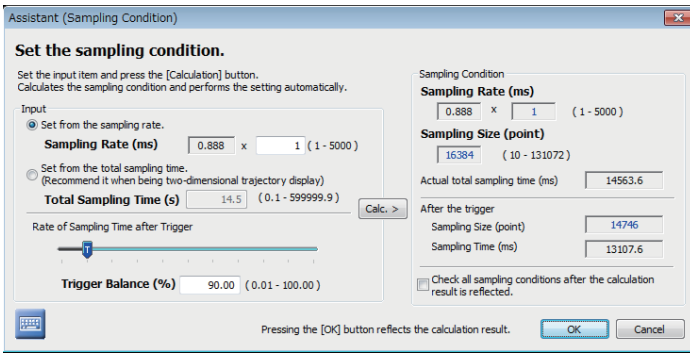 Assistant (Sampling Condition)
Set the sampling condition.
Set the input item and press the [Calculation] button.
Calculates the sampling condition and performs the setting automatically.
Input
Set from the sampling rate.
Sampling Rate (ms) 0.888 x 1 ( 1 - 5000 )
Set from the total sampling time.
(Recommend it when being two-dimensional trajectory display)
Total Sampling Time (s) 14.5 ( 0.1 - 599999.9 )
Rate of Sampling Time after Trigger
T
Trigger Balance (%) 90.00 ( 0.01 - 100.00 )
Calc. >
Sampling Condition
Sampling Rate (ms)
0.888 x 1 ( 1 - 5000 )
Sampling Size (point)
16384 ( 10 - 131072 )
Actual total sampling time (ms) 14563.6
After the trigger
Sampling Size (point) 14746
Sampling Time (ms) 13107.6
Check all sampling conditions after the calculation
result is reflected.
Pressing the [OK] button reflects the calculation result. OK Cancel